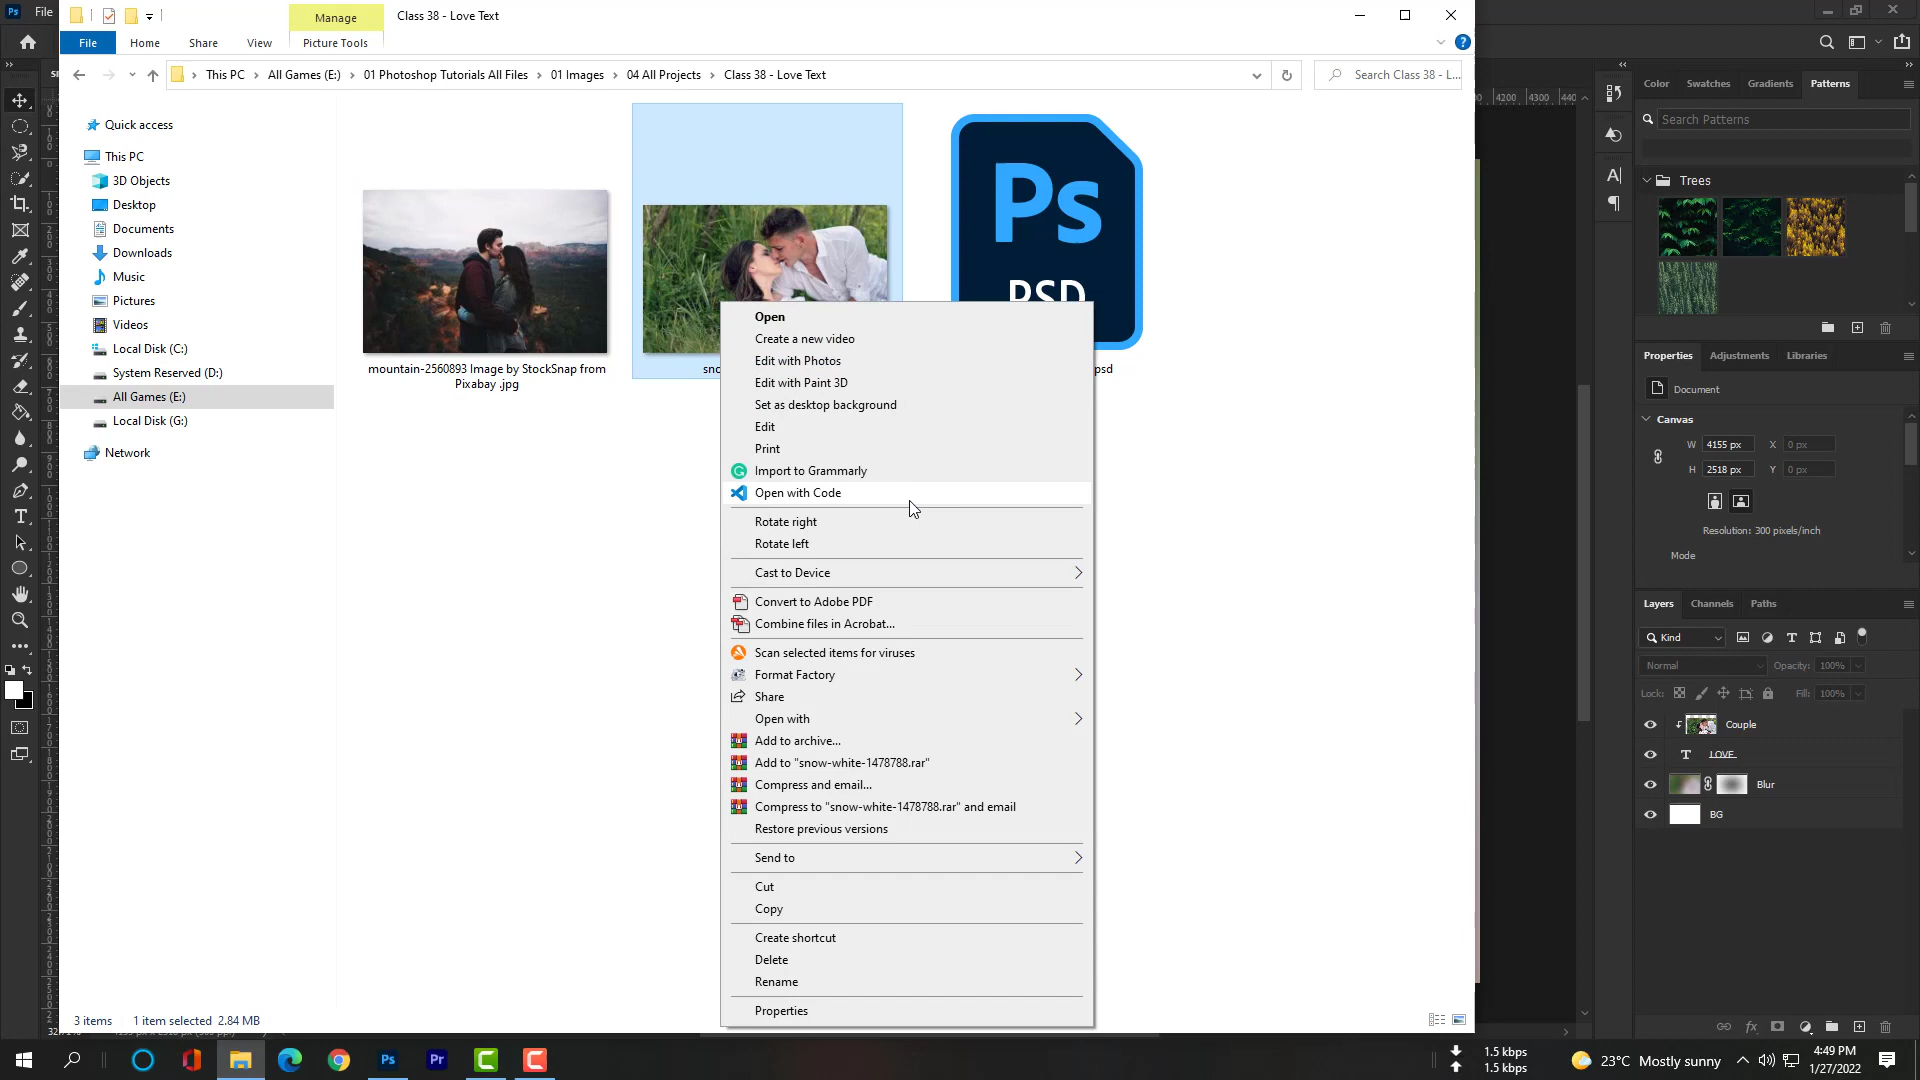 Ps File
Manage
Class 38 - Love Text
File Home Share View Picture Tools
This PC All Games (E:) 01 Photoshop Tutorials All Files 01 Images 04 All Projects Class 38 - Love Text
Search Class 38 - L...
Quick access
This PC
3D Objects
Desktop
Documents
Downloads
Music
Pictures
Videos
Local Disk (C:)
System Reserved (D:)
All Games (E:)
Local Disk (G:)
Network
mountain-2560893 Image by StockSnap from
Pixabay .jpg
Ps
PSD
psd
Open
Create a new video
Edit with Photos
Edit with Paint 3D
Set as desktop background
Edit
Print
Import to Grammarly
Open with Code
Rotate right
Rotate left
Cast to Device
Convert to Adobe PDF
Combine files in Acrobat...
Scan selected items for viruses
Format Factory
Share
Open with
Add to archive...
Add to "snow-white-1478788.rar"
Compress and email...
Compress to "snow-white-1478788.rar" and email
Restore previous versions
Send to
Cut
Copy
Create shortcut
Delete
Rename
Properties
3 items 1 item selected 2.84 MB
4200 4300
Color Swatches Gradients Patterns
Search Patterns
Trees
Properties Adjustments Libraries
Document
Canvas
W 4155 px X 0 px
H 2518 px Y 0 px
Resolution: 300 pixels/inch
Mode
Layers Channels Paths
Kind
Normal Opacity: 100%
Lock: Fill: 100%
Couple
LOVE
Blur
BG
Ps Pr
1.5 kbps
1.5 kbps
23°C Mostly sunny
4:49 PM
1/27/2022